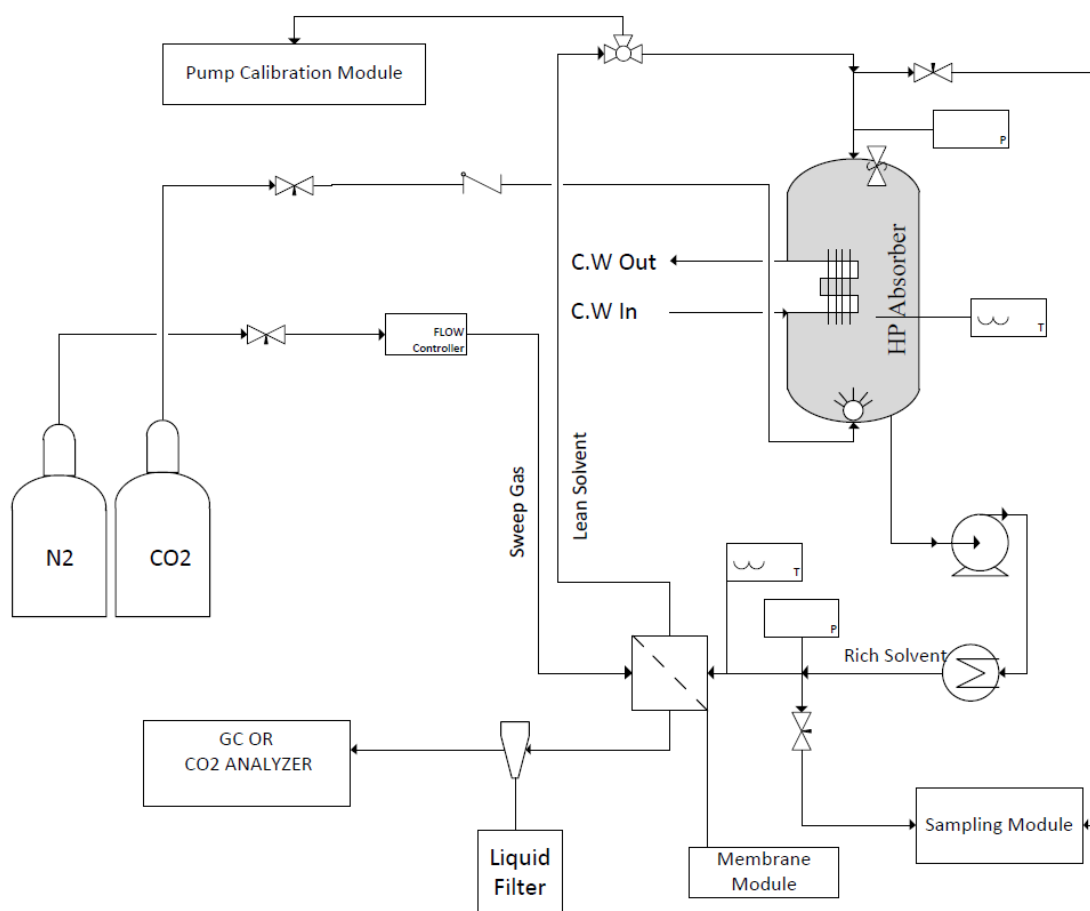 Pump Calibration Module
P
C.W Out
C.W In
HP Absorber
T
FLOW
Controller
N2
CO2
Sweep Gas
Lean Solvent
T
P
Rich Solvent
GC OR
CO2 ANALYZER
Sampling Module
Liquid
Filter
Membrane
Module